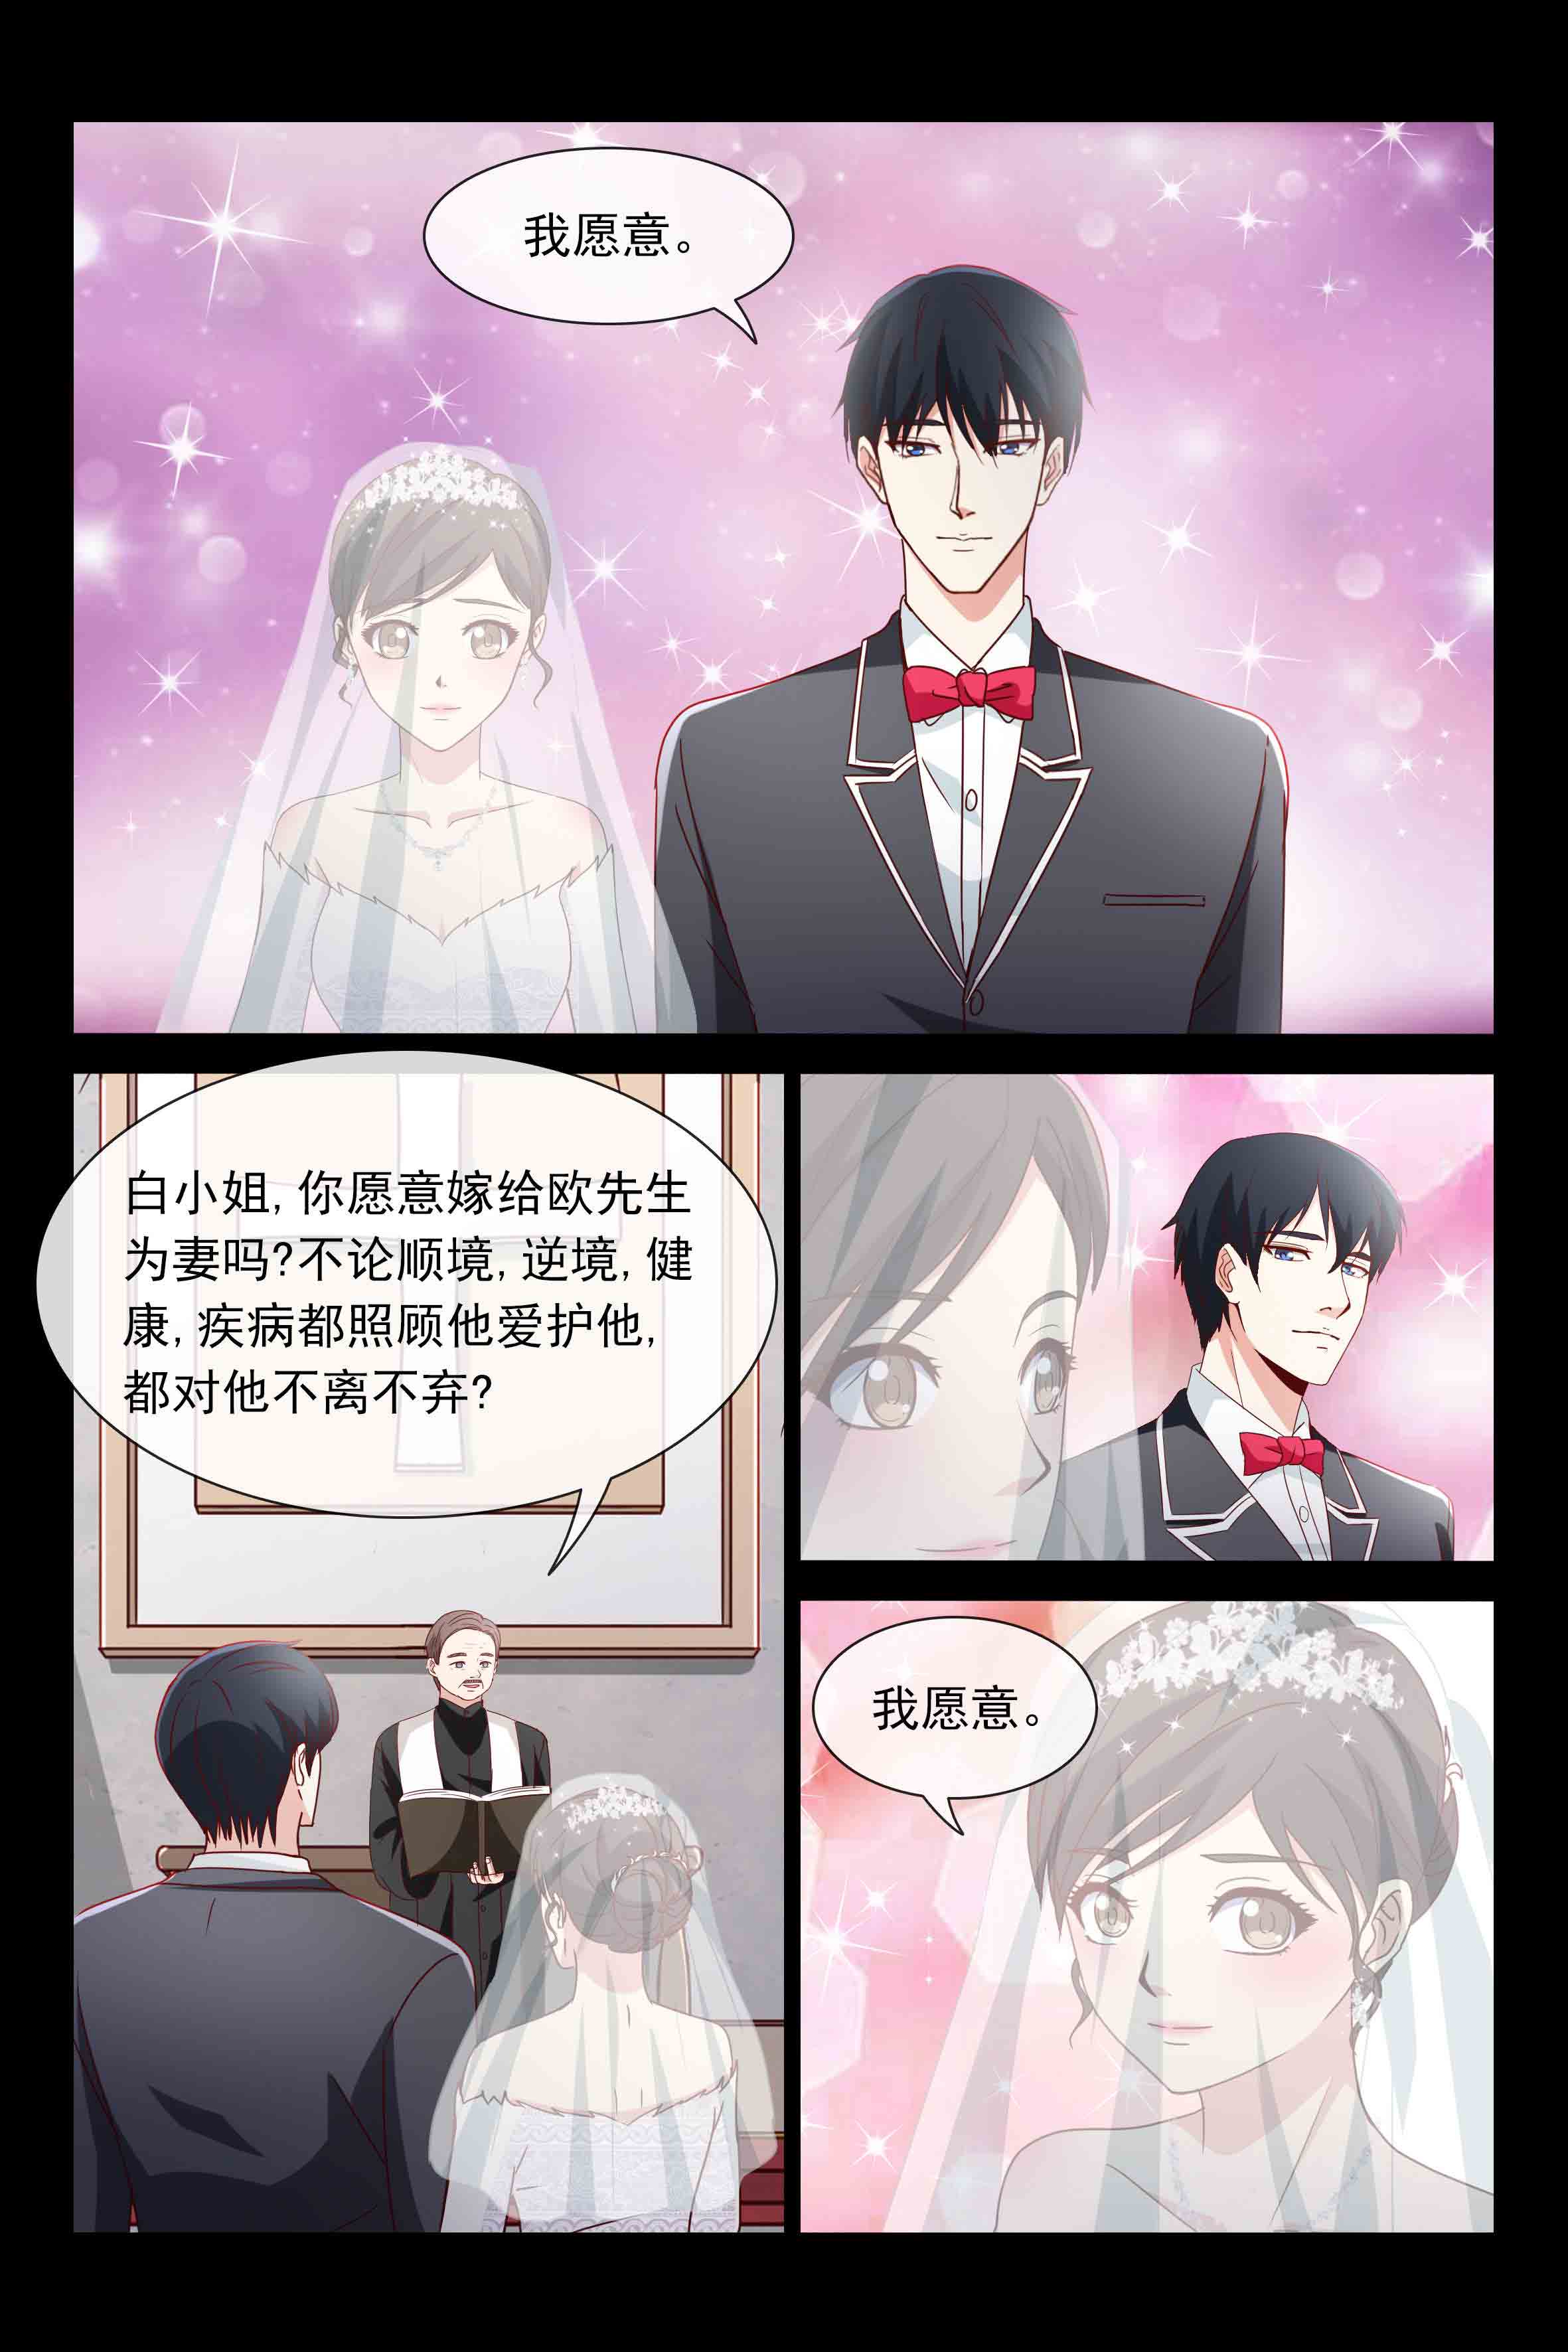 我愿意。
白小姐,你愿意嫁给欧先生
为妻吗?不论顺境,逆境,健
康,疾病都照顾他爱护他,
都对他不离不弃?
我愿意。